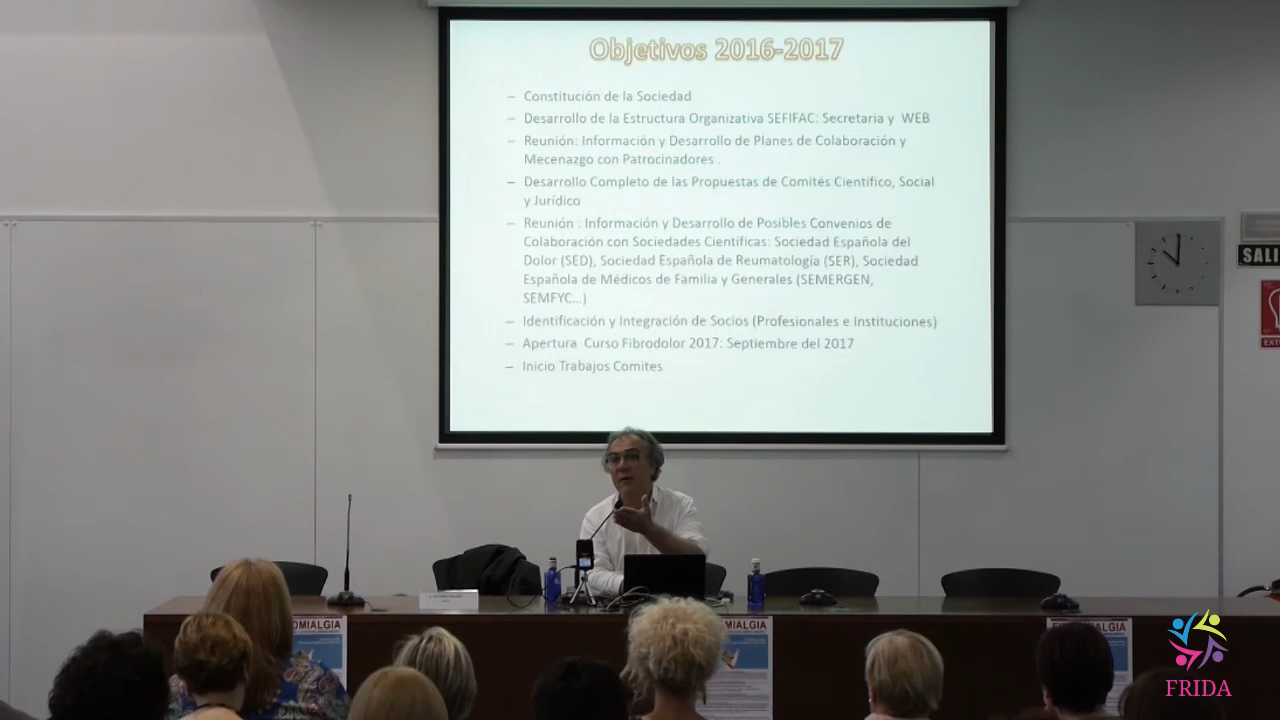 Objetivos 2016-2017
– Constitución de la Sociedad
– Desarrollo de la Estructura Organizativa SEFIFAC: Secretaria y WEB
– Reunión: Información y Desarrollo de Planes de Colaboración y
Mecenazgo con Patrocinadores .
– Desarrollo Completo de las Propuestas de Comités Científico, Social
y Jurídico
– Reunión : Información y Desarrollo de Posibles Convenios de
Colaboración con Sociedades Científicas: Sociedad Española del
Dolor (SED), Sociedad Española de Reumatología (SER), Sociedad
Española de Médicos de Familia y Generales (SEMERGEN,
SEMFYC...)
– Identificación y Integración de Socios (Profesionales e Instituciones)
– Apertura Curso Fibrodolor 2017: Septiembre del 2017
– Inicio Trabajos Comites
SALI
EXT
OMIALGIA
MIALGIA
OMIALGIA
FRIDA